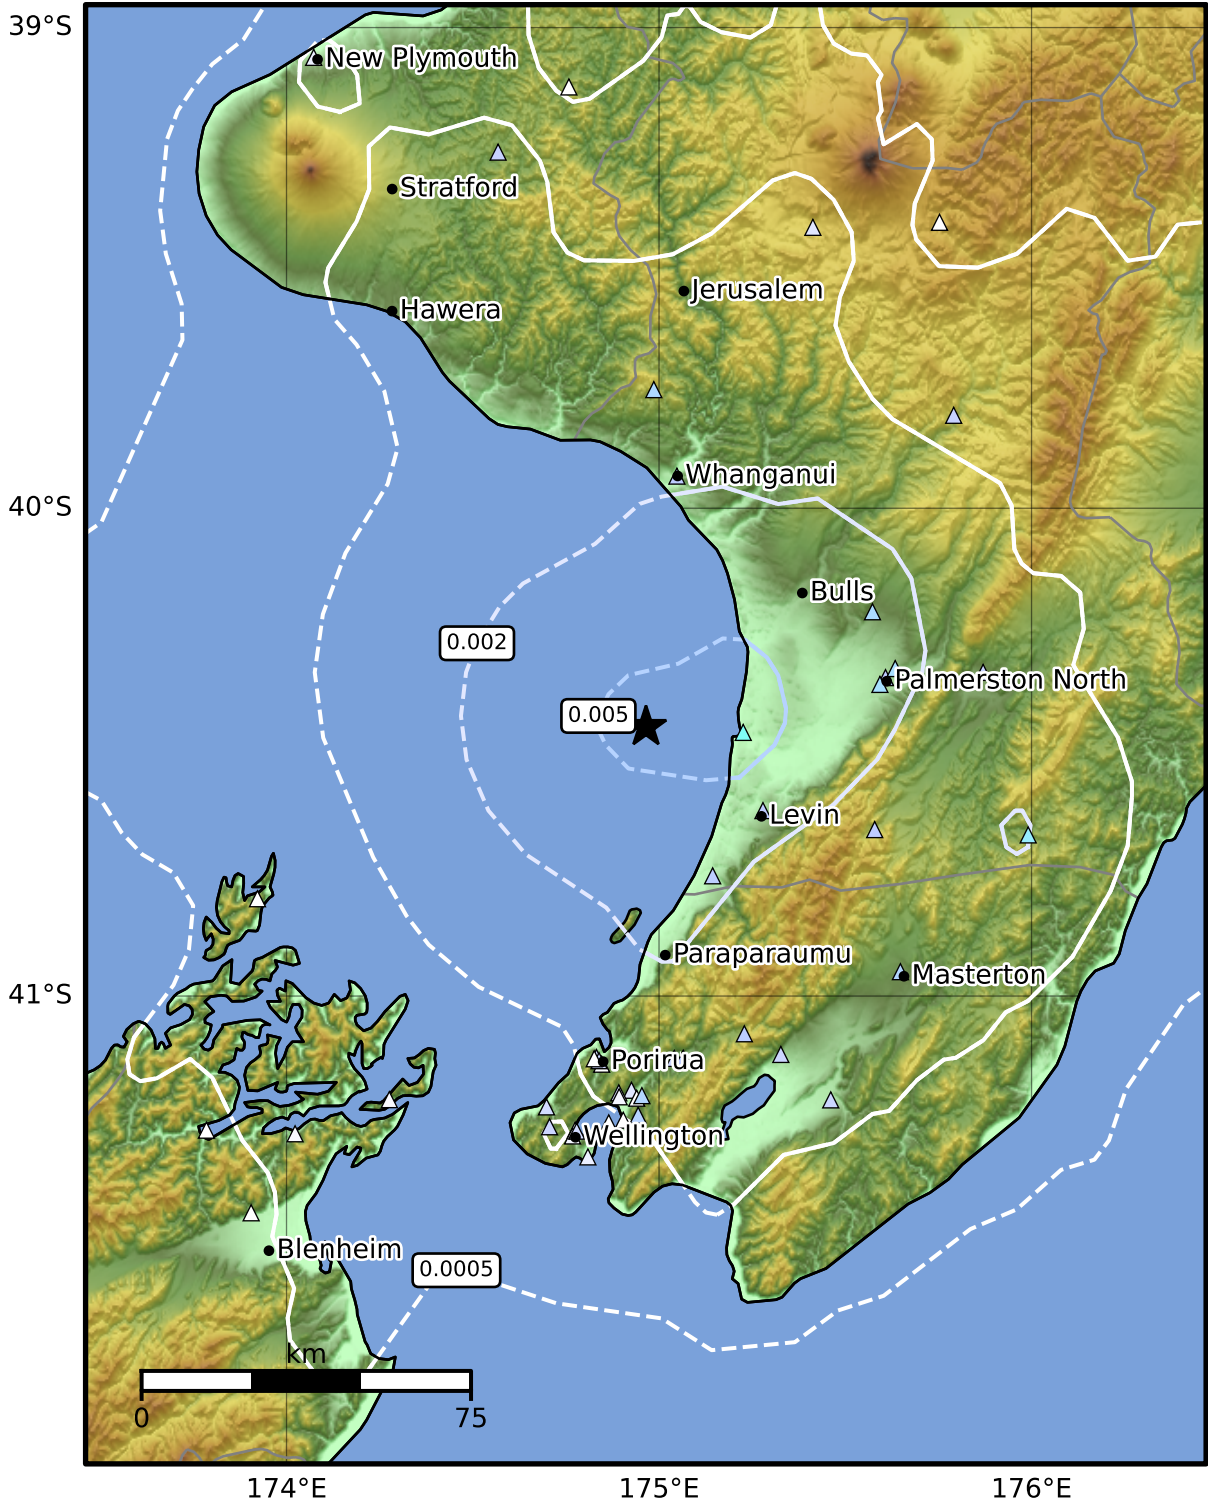 39°S
New Plymouth
Stratford
Jerusalem
Hawera
Whanganui
40°S
Bulls
0.002
Palmerston North
0.005
Levin
Paraparaumu
Masterton
41°S
Porirua
Wellington
Blenheim
0.0005
km
0
75
174°E
175°E
176°E